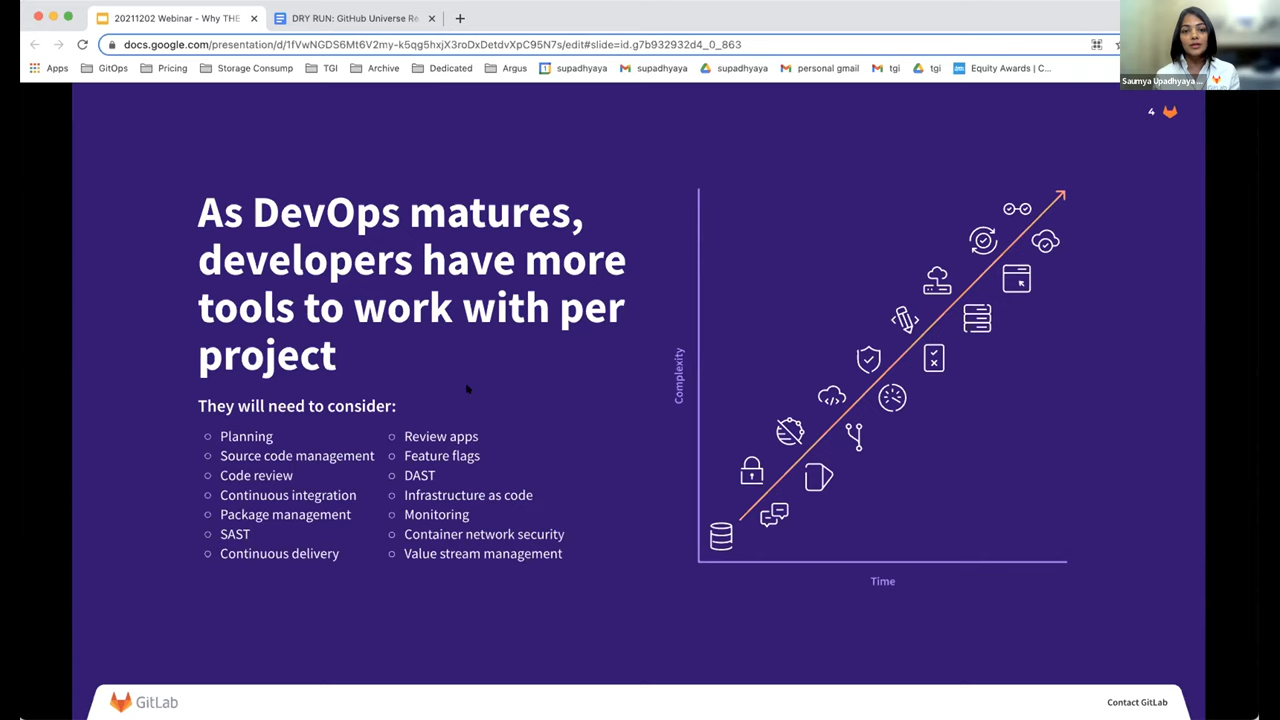 20211202 Webinar - Why THE
DRY RUN: GitHub Universe Re
docs.google.com/presentation/d/1fVwNGDS6Mt6V2my-k5qg5hxjX3roDxDetdvXpC95N7s/edit#slide=id.g7b932932d4_0_863
Apps GitOps Pricing Storage Consump TGI Archive Dedicated Argus supadhyaya supadhyaya supadhyaya personal gmail tgi tgi Equity Awards | C...
Saumya Upadhyaya ...
4
As DevOps matures,
developers have more
tools to work with per
project
They will need to consider:
Planning
Source code management
Code review
Continuous integration
Package management
SAST
Continuous delivery
Review apps
Feature flags
DAST
Infrastructure as code
Monitoring
Container network security
Value stream management
Complexity
Time
GitLab
Contact GitLab